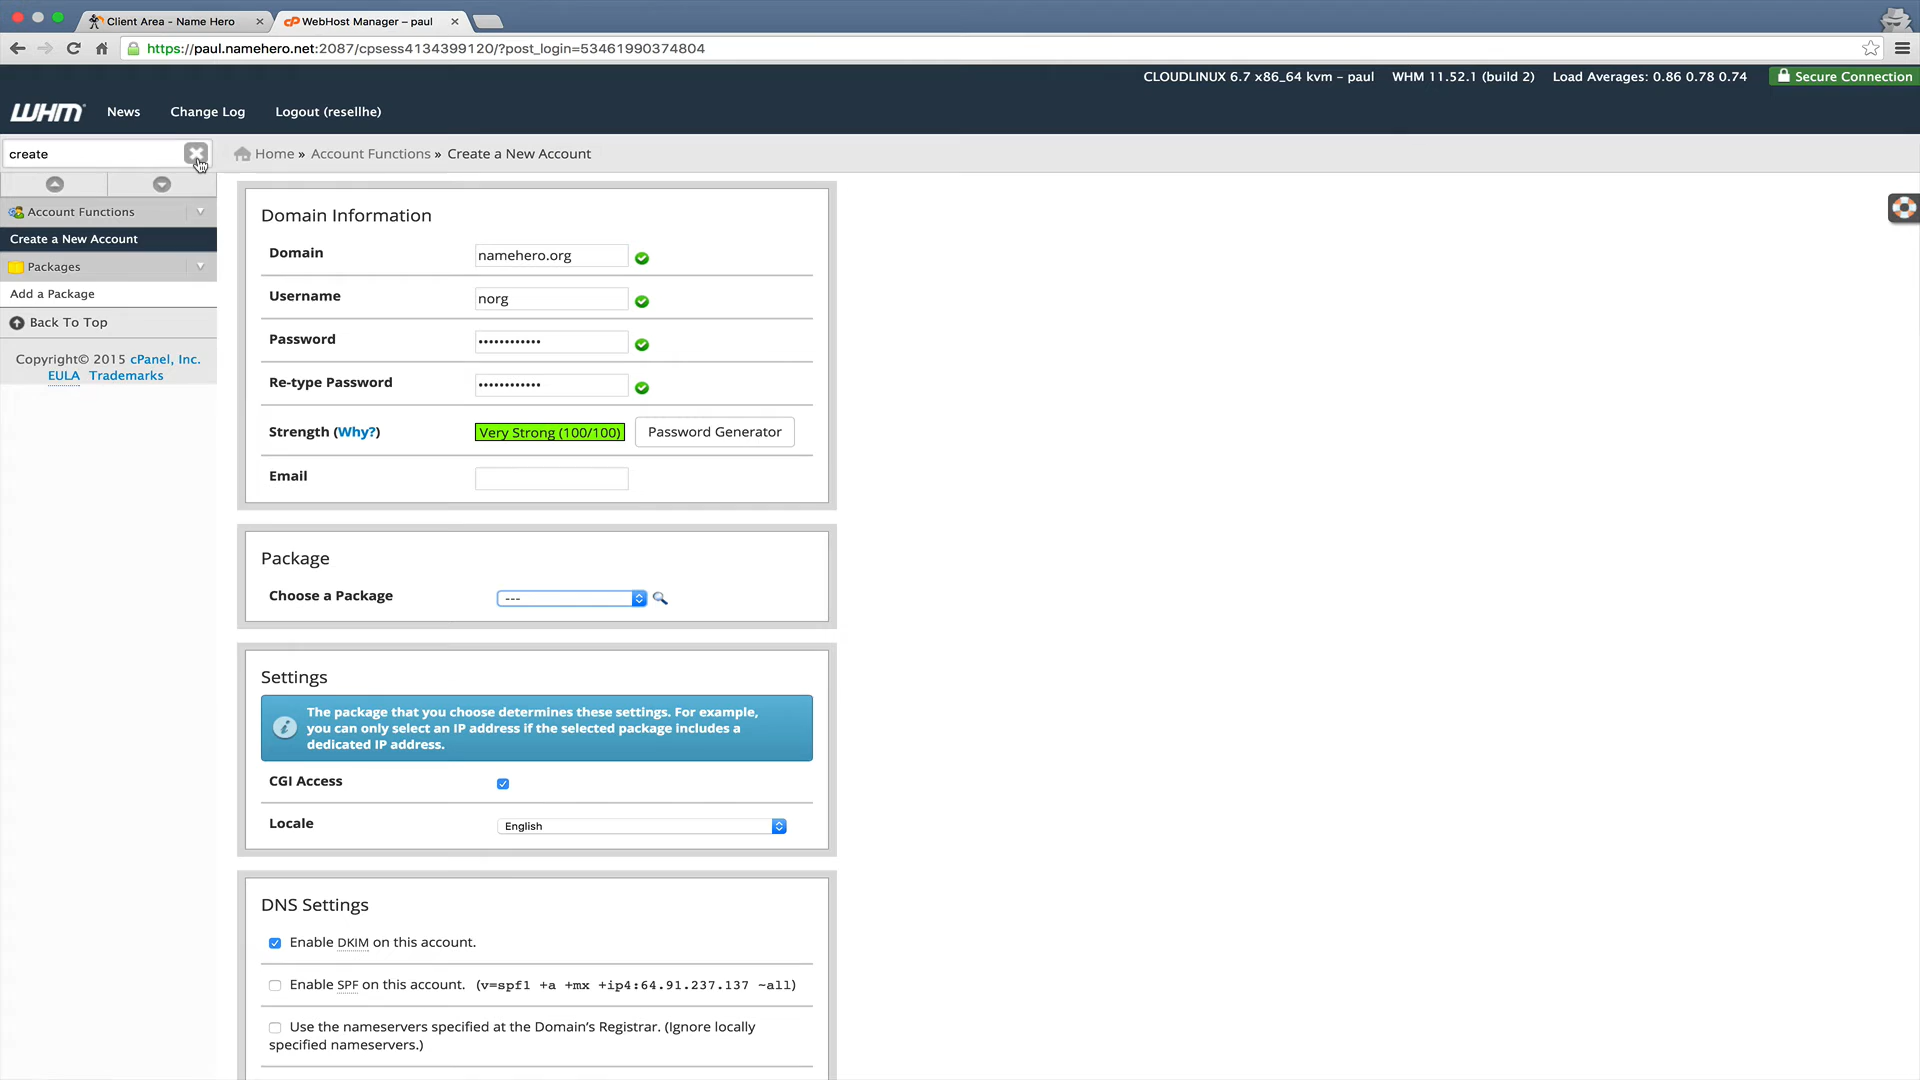 Client Area - Name Hero
WebHost Manager – paul
https://paul.namehero.net:2087/cpsess4134399120/?post_login=53461990374804
CLOUDLINUX 6.7 x86_64 kvm – paul WHM 11.52.1 (build 2) Load Averages: 0.86 0.78 0.74 Secure Connection
WHM News Change Log Logout (resellhe)
create
Home » Account Functions » Create a New Account
Account Functions
Create a New Account
Packages
Add a Package
Back To Top
Copyright© 2015 cPanel, Inc.
EULA Trademarks
Domain Information
Domain namehero.org
Username norg
Password ••••••••••••
Re-type Password ••••••••••••
Strength (Why?) Very Strong (100/100) Password Generator
Email
Package
Choose a Package ---
Settings
The package that you choose determines these settings. For example,
you can only select an IP address if the selected package includes a
dedicated IP address.
CGI Access
Locale English
DNS Settings
Enable DKIM on this account.
Enable SPF on this account. (v=spf1 +a +mx +ip4:64.91.237.137 ~all)
Use the nameservers specified at the Domain's Registrar. (Ignore locally
specified nameservers.)